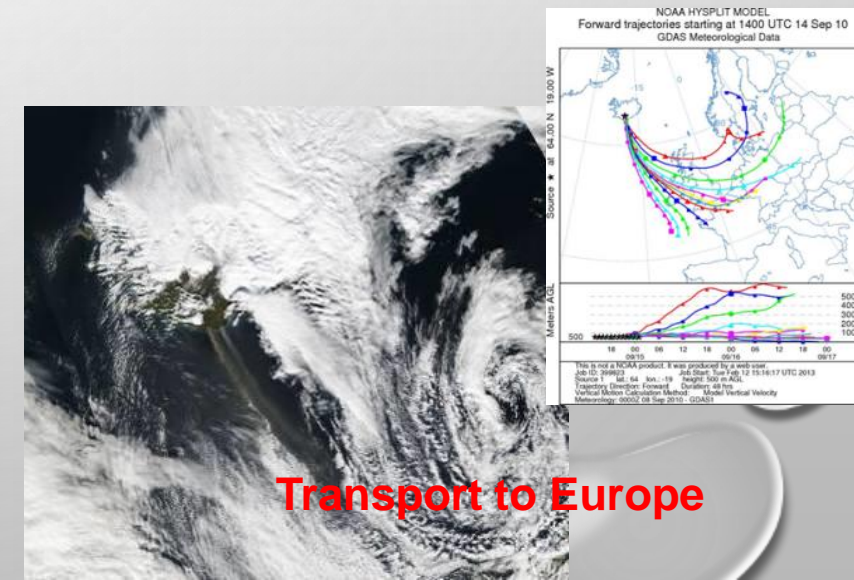 NOAA HYSPLIT MODEL
Forward trajectories starting at 1400 UTC 14 Sep 10
GDAS Meteorological Data
Source ★ at 64.00 N 19.00 W
-15
0
Meters AGL
500
16 00 06 12 18 00 06 12 18 00
09/15 09/16 09/17
This is not a NOAA product. It was produced by a web user.
Job ID: 399823 Job Start: Tue Feb 12 15:16:17 UTC 2013
Source 1 lat.: 64 lon.: -19 height: 500 m AGL
Trajectory Direction: Forward Duration: 48 hrs
Vertical Motion Calculation Method: Model Vertical Velocity
Meteorology: 0000Z 08 Sep 2010 - GDAS1
Transport to Europe